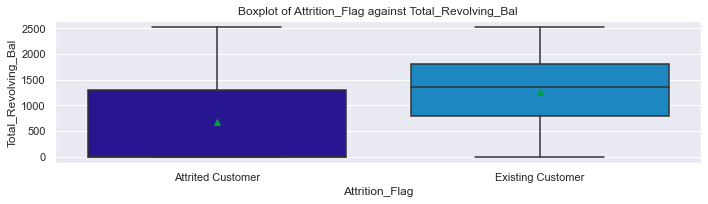 Boxplot of Attrition_Flag against Total_Revolving_Bal
Total_Revolving_Bal
2500
2000
1500
1000
500
0
Attrited Customer
Existing Customer
Attrition_Flag